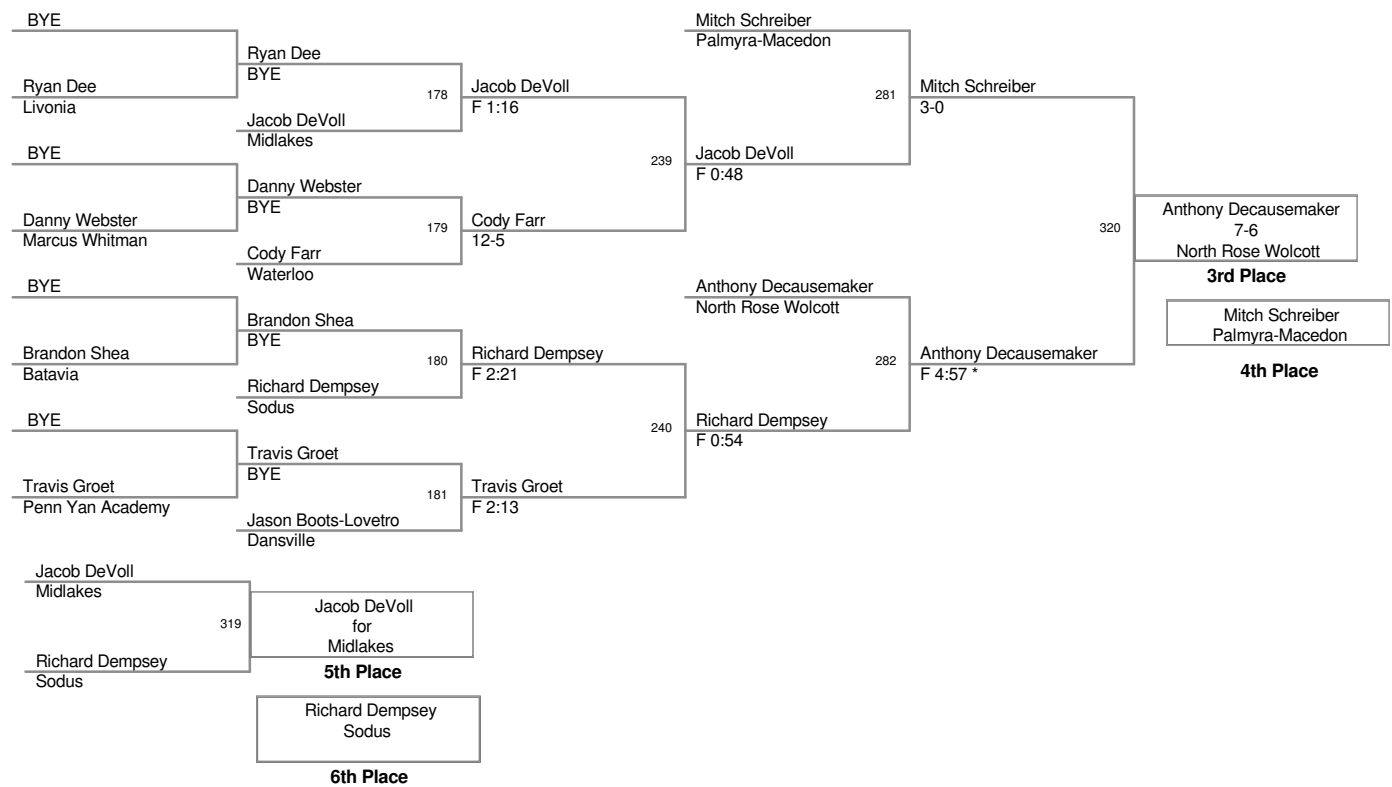 BYE
Ryan Dee
Livonia
BYE
Danny Webster
Marcus Whitman
BYE
Brandon Shea
Batavia
BYE
Travis Groet
Penn Yan Academy
Ryan Dee
BYE
178
Jacob DeVoll
Midlakes
Danny Webster
BYE
179
Cody Farr
Waterloo
Brandon Shea
BYE
180
Richard Dempsey
Sodus
Travis Groet
BYE
181
Jason Boots-Lovetro
Dansville
Jacob DeVoll
F 1:16
239
Cody Farr
12-5
Richard Dempsey
F 2:21
240
Travis Groet
F 2:13
Mitch Schreiber
Palmyra-Macedon
281
Jacob DeVoll
F 0:48
Anthony Decausemaker
North Rose Wolcott
282
Richard Dempsey
F 0:54
Mitch Schreiber
3-0
320
Anthony Decausemaker
F 4:57 *
Anthony Decausemaker
7-6
North Rose Wolcott
3rd Place
Mitch Schreiber
Palmyra-Macedon
4th Place
Jacob DeVoll
Midlakes
319
Richard Dempsey
Sodus
Jacob DeVoll
for
Midlakes
5th Place
Richard Dempsey
Sodus
6th Place